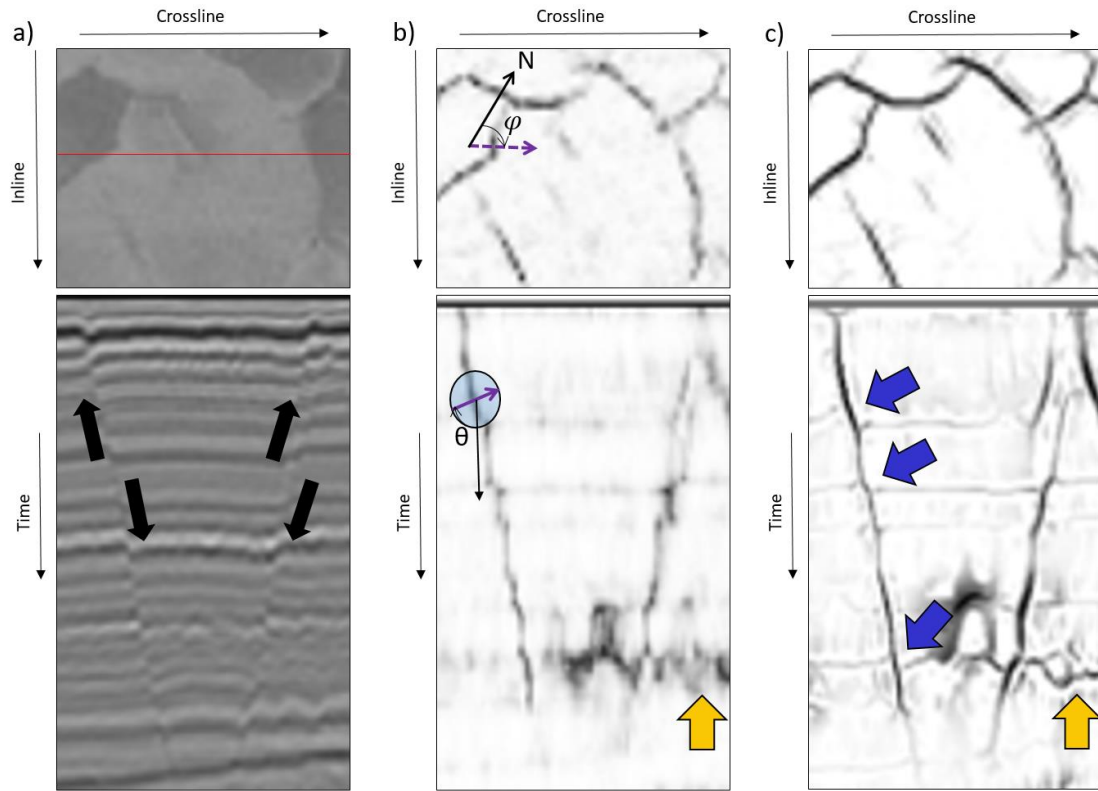 Crossline
Crossline
Crossline
a)
b)
c)
Inline
Inline
Inline
N
φ
Time
Time
Time
θ